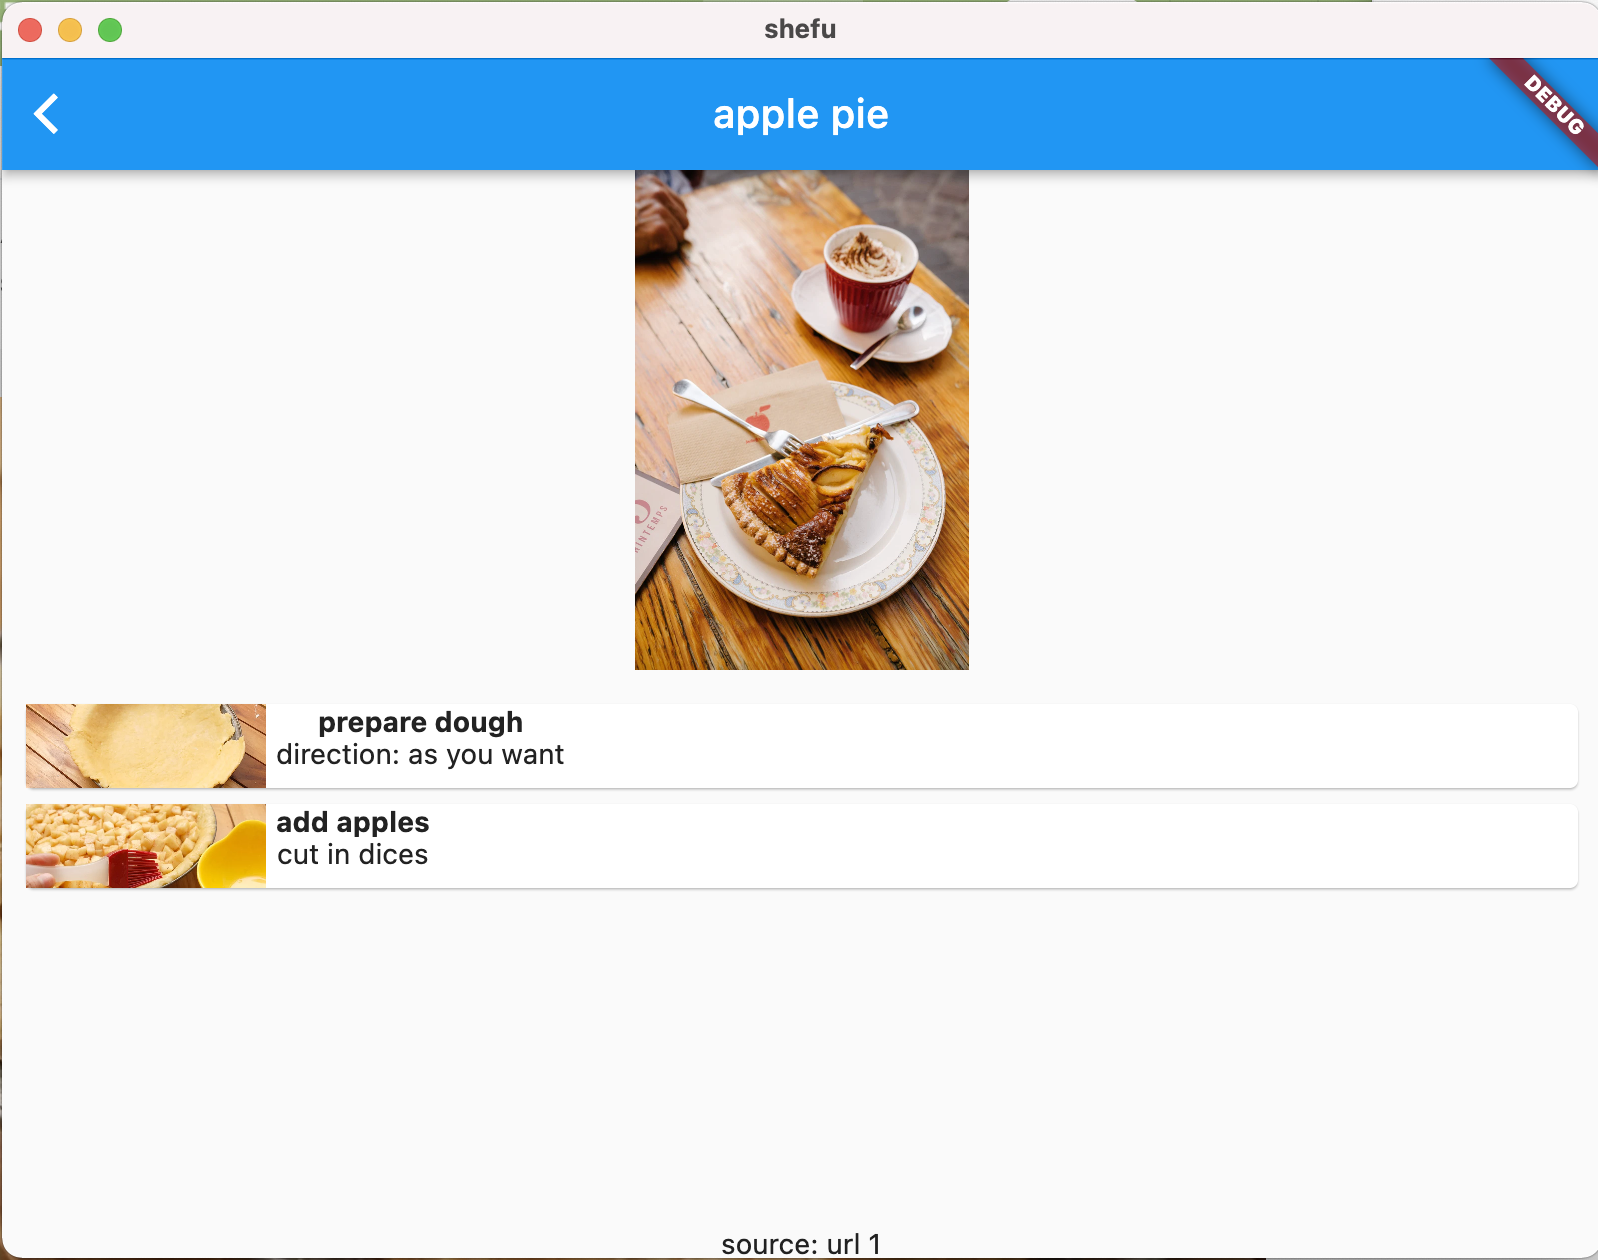 shefu
apple pie
DEBUG
prepare dough
direction: as you want
add apples
cut in dices
source: url 1